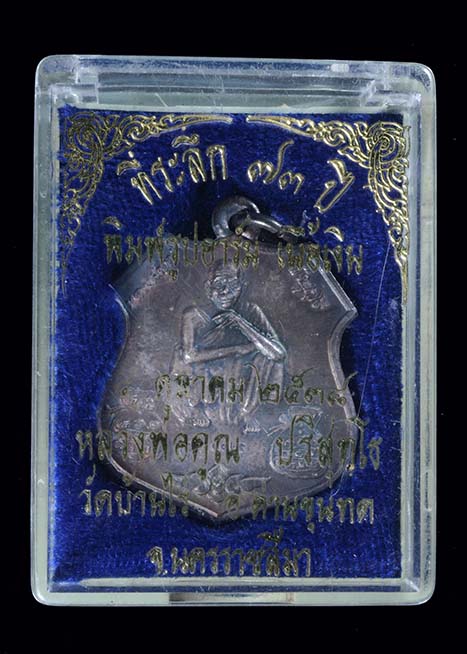 ที่ระลึก ๗๓ ปี
พิมพ์รูปอาร์ม เนื้อเงิน
ตุลาคม ๒๕๓๘
หลวงพ่อคูณ ปริสุทฺโธ
วัดบ้านไร่ อ.ด่านขุนทด
จ.นครราชสีมา